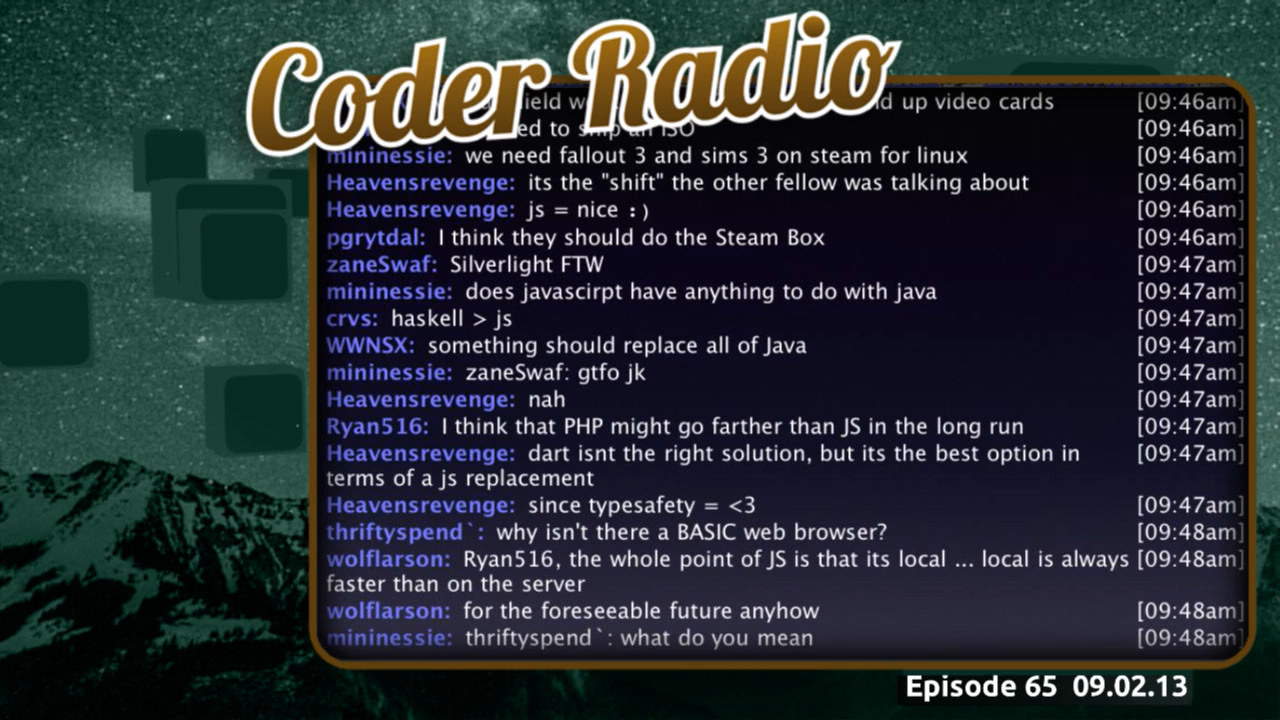 Coder Radio
ield w d up video cards [09:46am]
ed to ship an ISO [09:46am]
mininessie: we need fallout 3 and sims 3 on steam for linux [09:46am]
Heavensrevenge: its the "shift" the other fellow was talking about [09:46am]
Heavensrevenge: js = nice :) [09:46am]
pgrytdal: I think they should do the Steam Box [09:46am]
zaneSwaf: Silverlight FTW [09:47am]
mininessie: does javascirpt have anything to do with java [09:47am]
crvs: haskell > js [09:47am]
WWNSX: something should replace all of Java [09:47am]
mininessie: zaneSwaf: gtfo jk [09:47am]
Heavensrevenge: nah [09:47am]
Ryan516: I think that PHP might go farther than JS in the long run [09:47am]
Heavensrevenge: dart isnt the right solution, but its the best option in [09:47am]
terms of a js replacement
Heavensrevenge: since typesafety = <3 [09:47am]
thriftyspend`: why isn't there a BASIC web browser? [09:48am]
wolflarson: Ryan516, the whole point of JS is that its local ... local is always [09:48am]
faster than on the server
wolflarson: for the foreseeable future anyhow [09:48am]
mininessie: thriftyspend`: what do you mean [09:48am]
Episode 65 09.02.13